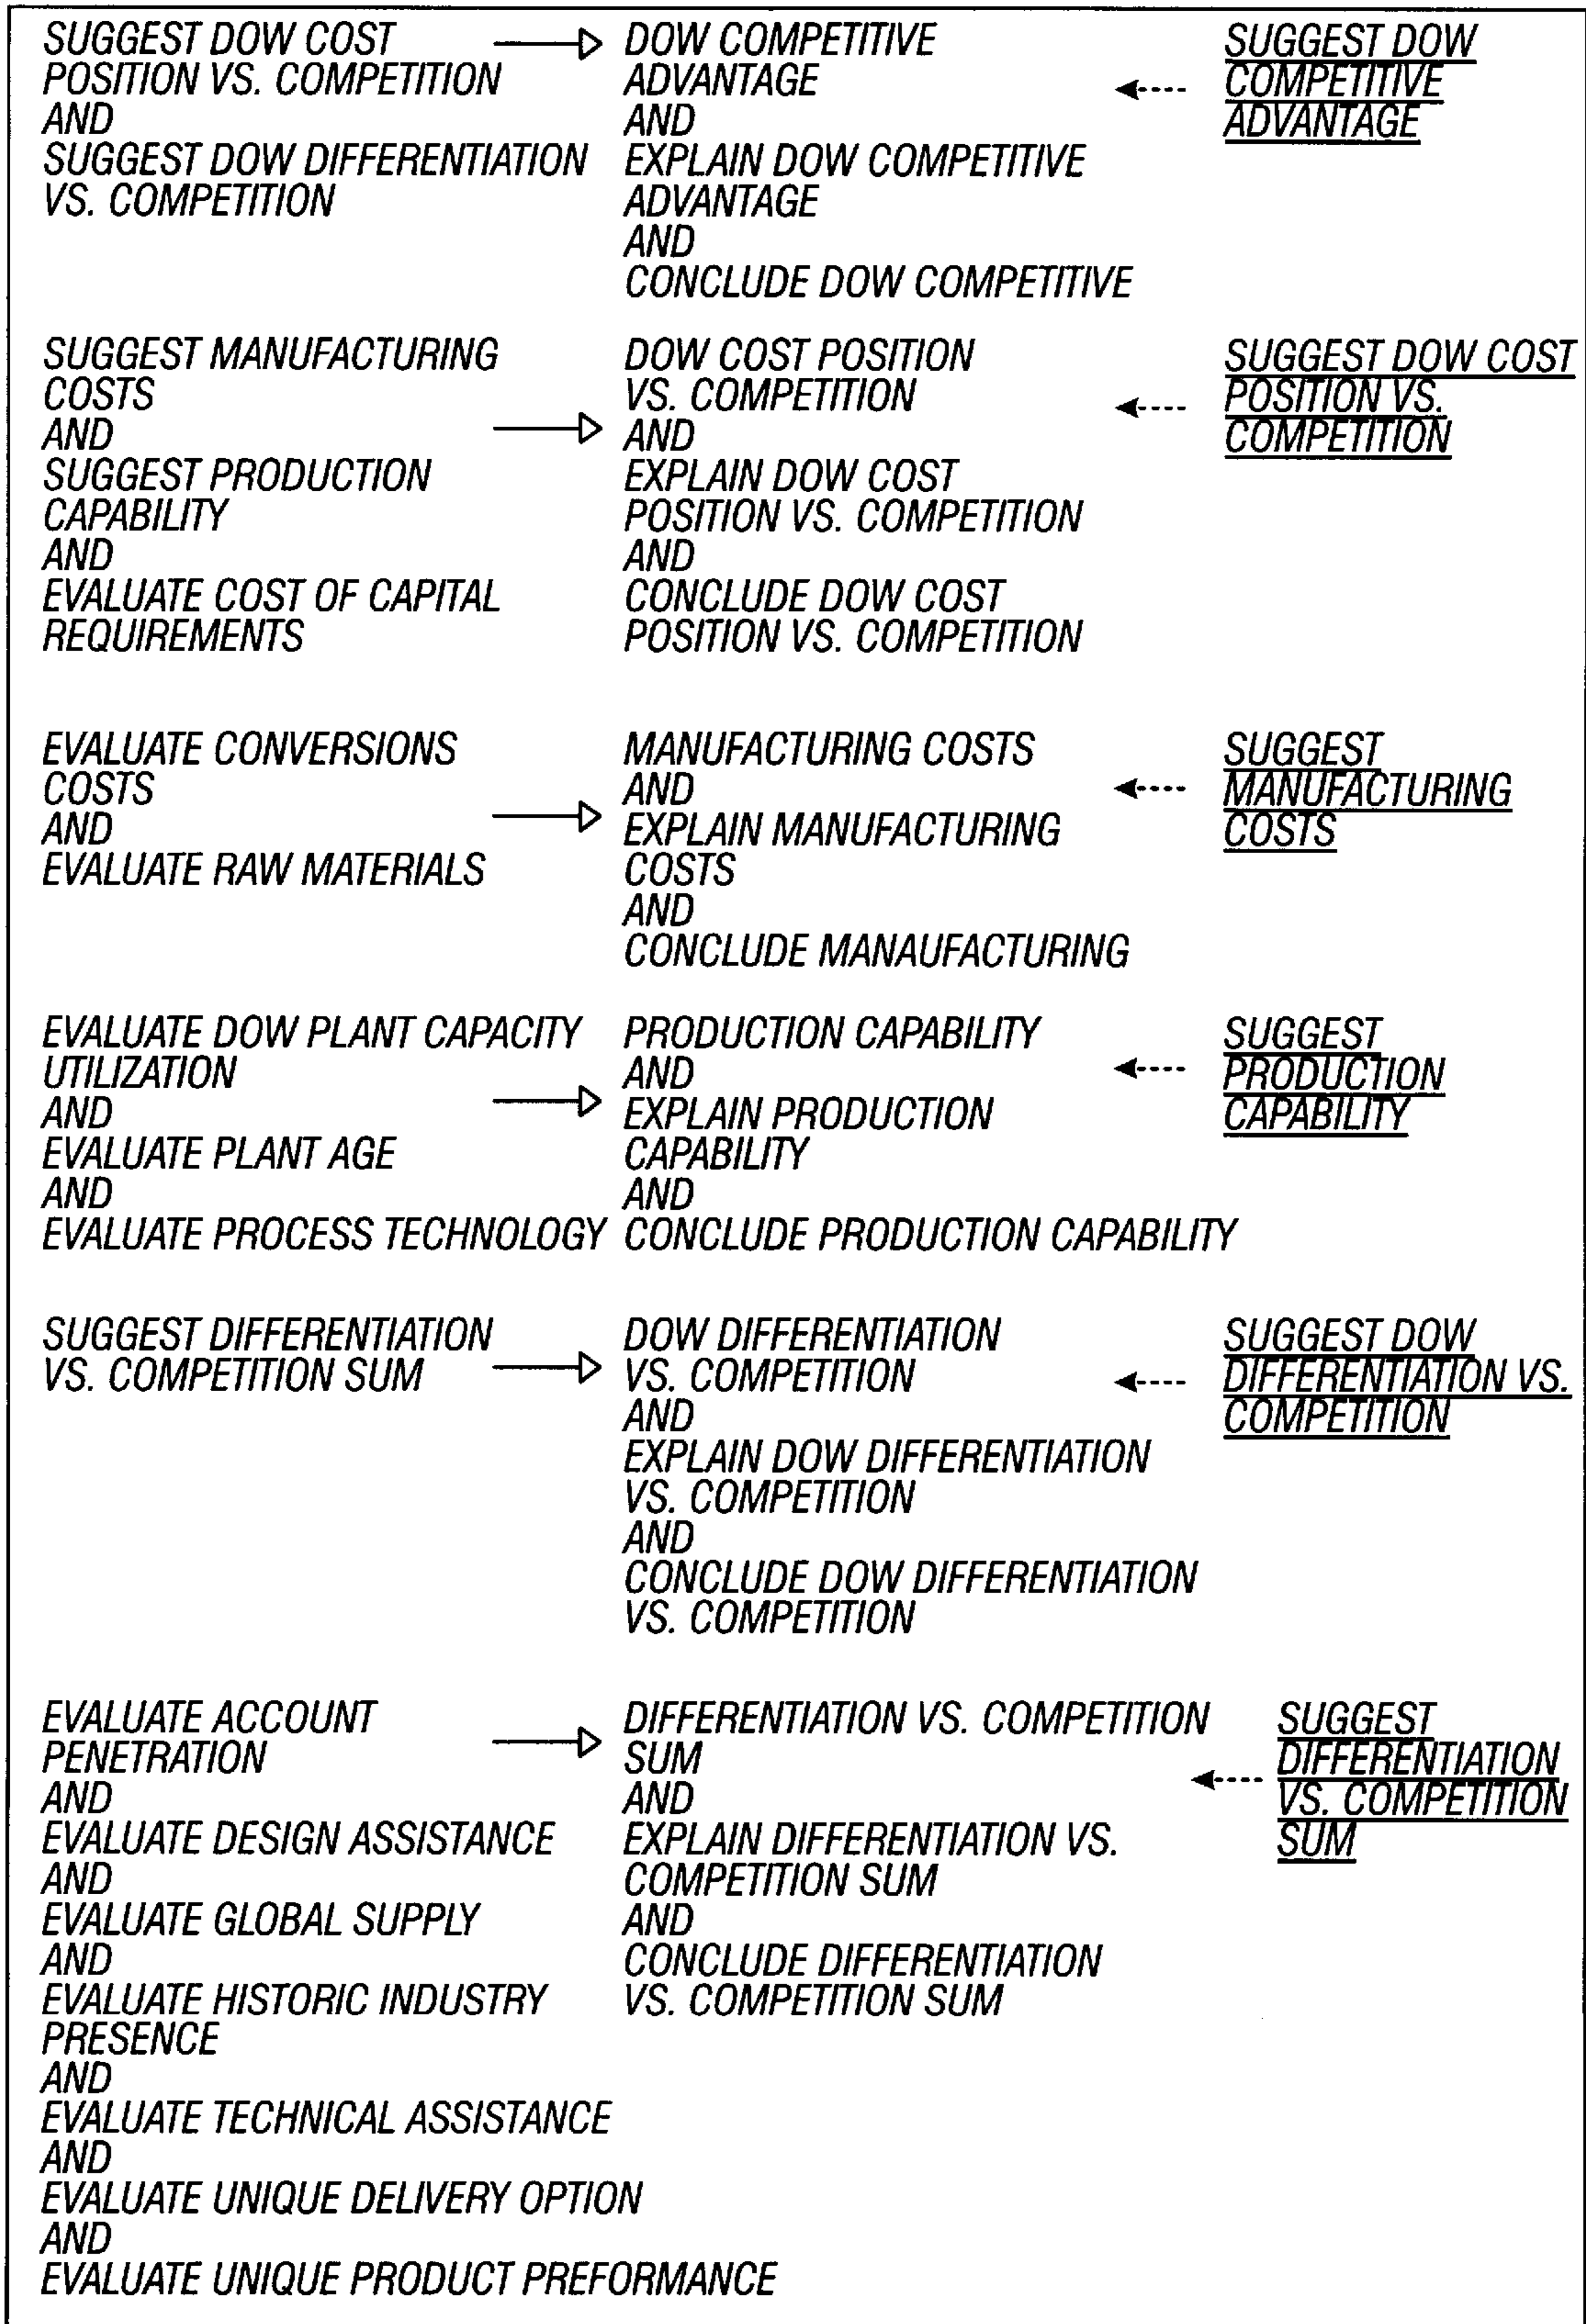 SUGGEST DOW COST
POSITION VS. COMPETITION
AND
SUGGEST DOW DIFFERENTIATION
VS. COMPETITION
DOW COMPETITIVE
ADVANTAGE
AND
EXPLAIN DOW COMPETITIVE
ADVANTAGE
AND
CONCLUDE DOW COMPETITIVE
SUGGEST DOW
COMPETITIVE
ADVANTAGE
SUGGEST MANUFACTURING
COSTS
AND
SUGGEST PRODUCTION
CAPABILITY
AND
EVALUATE COST OF CAPITAL
REQUIREMENTS
DOW COST POSITION
VS. COMPETITION
AND
EXPLAIN DOW COST
POSITION VS. COMPETITION
AND
CONCLUDE DOW COST
POSITION VS. COMPETITION
SUGGEST DOW COST
POSITION VS.
COMPETITION
EVALUATE CONVERSIONS
COSTS
AND
EVALUATE RAW MATERIALS
MANUFACTURING COSTS
AND
EXPLAIN MANUFACTURING
COSTS
AND
CONCLUDE MANAUFACTURING
SUGGEST
MANUFACTURING
COSTS
EVALUATE DOW PLANT CAPACITY
UTILIZATION
AND
EVALUATE PLANT AGE
AND
EVALUATE PROCESS TECHNOLOGY
PRODUCTION CAPABILITY
AND
EXPLAIN PRODUCTION
CAPABILITY
AND
CONCLUDE PRODUCTION CAPABILITY
SUGGEST
PRODUCTION
CAPABILITY
SUGGEST DIFFERENTIATION
VS. COMPETITION SUM
DOW DIFFERENTIATION
VS. COMPETITION
AND
EXPLAIN DOW DIFFERENTIATION
VS. COMPETITION
AND
CONCLUDE DOW DIFFERENTIATION
VS. COMPETITION
SUGGEST DOW
DIFFERENTIATION VS.
COMPETITION
EVALUATE ACCOUNT
PENETRATION
AND
EVALUATE DESIGN ASSISTANCE
AND
EVALUATE GLOBAL SUPPLY
AND
EVALUATE HISTORIC INDUSTRY
PRESENCE
AND
EVALUATE TECHNICAL ASSISTANCE
AND
EVALUATE UNIQUE DELIVERY OPTION
AND
EVALUATE UNIQUE PRODUCT PREFORMANCE
DIFFERENTIATION VS. COMPETITION
SUM
AND
EXPLAIN DIFFERENTIATION VS.
COMPETITION SUM
AND
CONCLUDE DIFFERENTIATION
VS. COMPETITION SUM
SUGGEST
DIFFERENTIATION
VS. COMPETITION
SUM